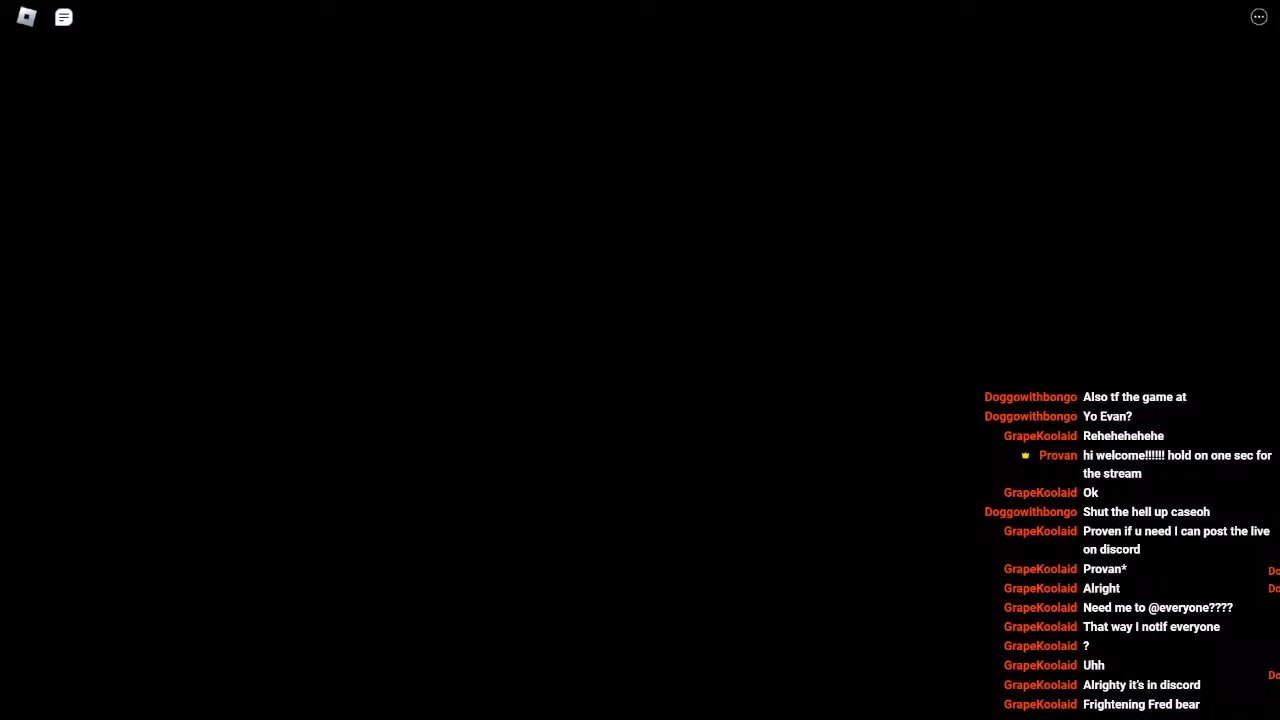 Doggowithbongo Also tf the game at
Doggowithbongo Yo Evan?
GrapeKoolaid Rehehehehehe
Provan hi welcome!!!!!! hold on one sec for
the stream
GrapeKoolaid Ok
Doggowithbongo Shut the hell up caseoh
GrapeKoolaid Proven if u need I can post the live
on discord
GrapeKoolaid Provan*
Do
GrapeKoolaid Alright
Do
GrapeKoolaid Need me to @everyone????
GrapeKoolaid That way I notif everyone
GrapeKoolaid ?
GrapeKoolaid Uhh
Do
GrapeKoolaid Alrighty it's in discord
GrapeKoolaid Frightening Fred bear